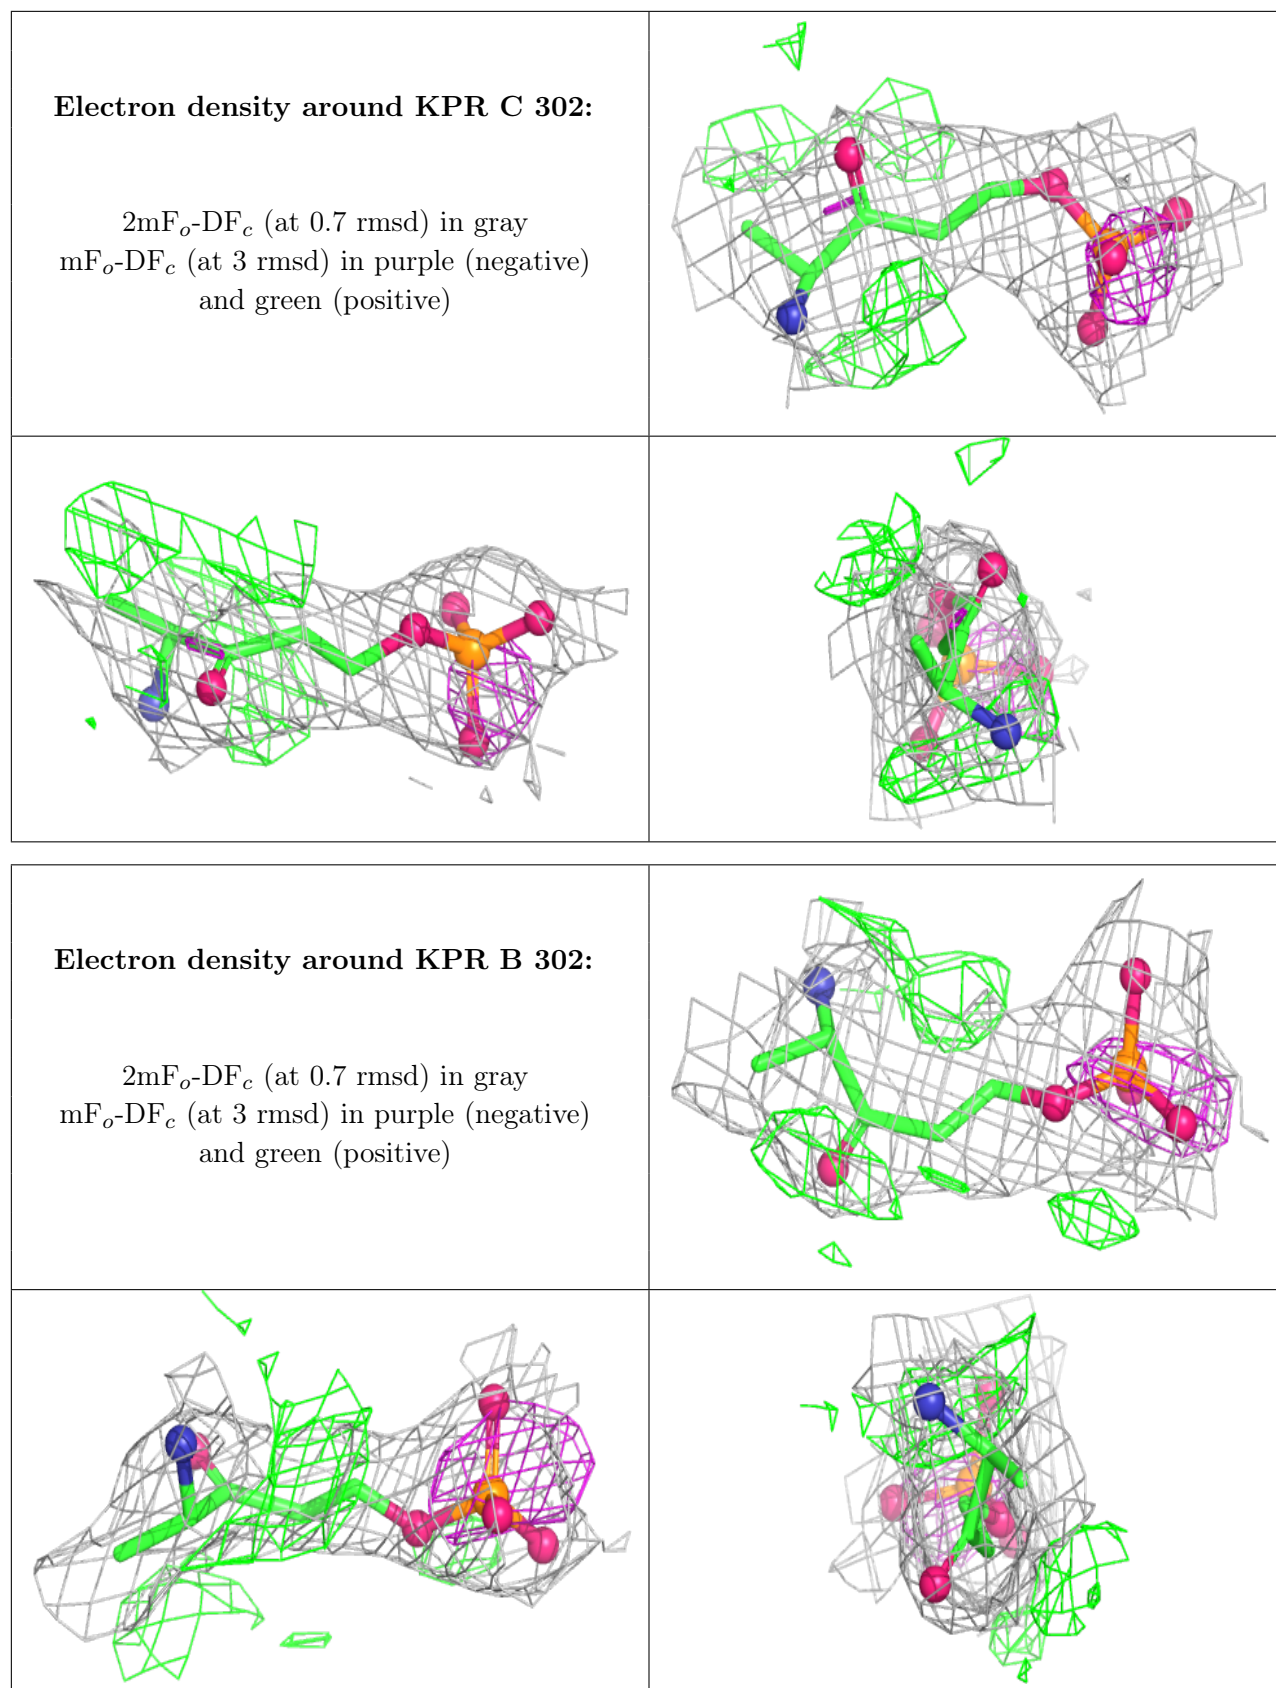 Electron density around KPR C 302:
2mFo-DFc (at 0.7 rmsd) in gray
mFo-DFc (at 3 rmsd) in purple (negative)
and green (positive)
Electron density around KPR B 302:
2mFo-DFc (at 0.7 rmsd) in gray
mFo-DFc (at 3 rmsd) in purple (negative)
and green (positive)